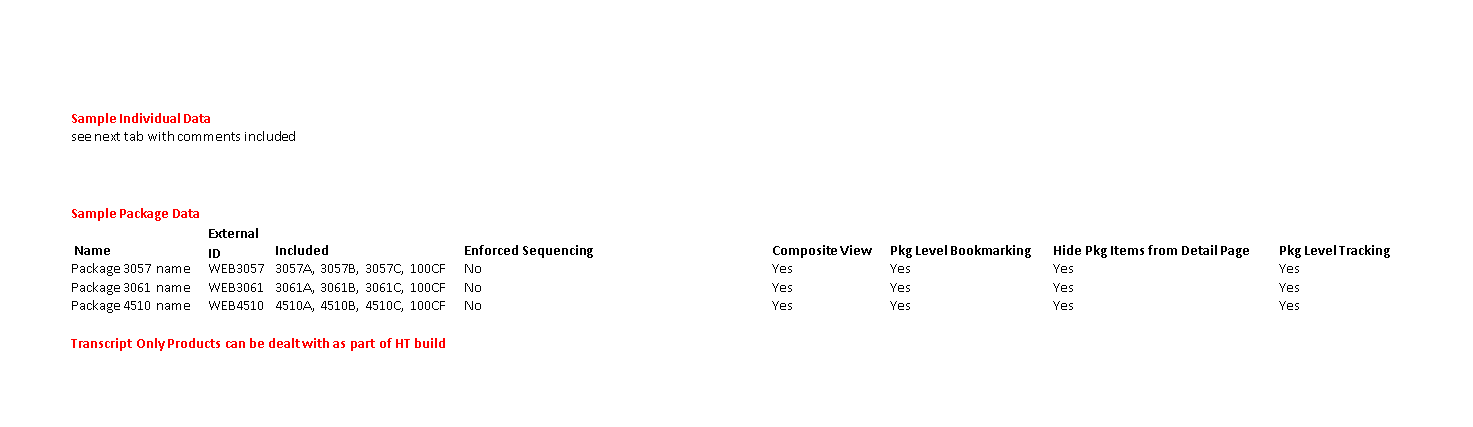 Sample Individual Data
see next tab with comments included
Sample Package Data
Name External ID Included Enforced Sequencing Composite View Pkg Level Bookmarking Hide Pkg Items from Detail Page Pkg Level Tracking
Package 3057 name WEB3057 3057A, 3057B, 3057C, 100CF No Yes Yes Yes Yes
Package 3061 name WEB3061 3061A, 3061B, 3061C, 100CF No Yes Yes Yes Yes
Package 4510 name WEB4510 4510A, 4510B, 4510C, 100CF No Yes Yes Yes Yes
Transcript Only Products can be dealt with as part of HT build